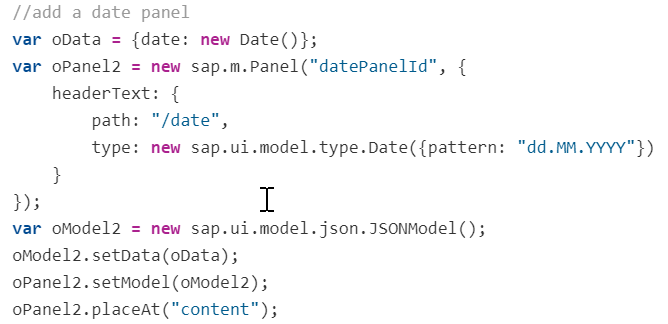 //add a date panel
var oData = {date: new Date()};
var oPanel2 = new sap.m.Panel("datePanelId", {
    headerText: {
        path: "/date",
        type: new sap.ui.model.type.Date({pattern: "dd.MM.YYYY"})
    }
});
var oModel2 = new sap.ui.model.json.JSONModel();
oModel2.setData(oData);
oPanel2.setModel(oModel2);
oPanel2.placeAt("content");